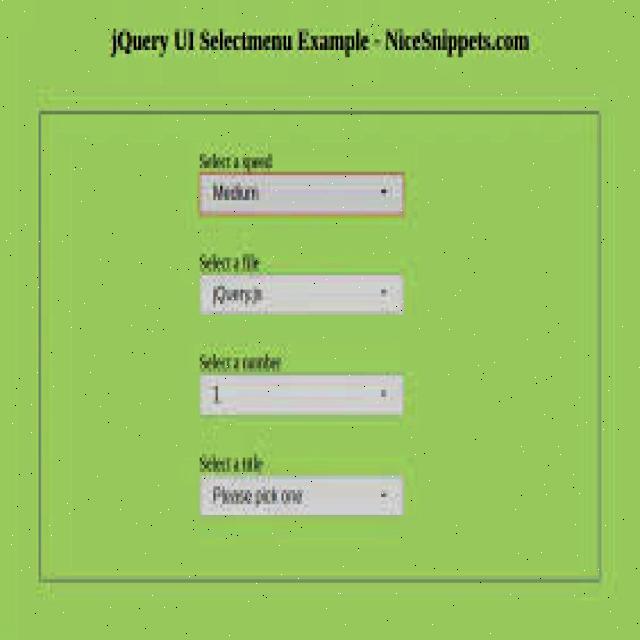 jQuery UI Selectmenu Example - NiceSnippets.com
Select a speed
Medium
Select a file
jQuery.js
Select a number
1
Select a title
Please pick one